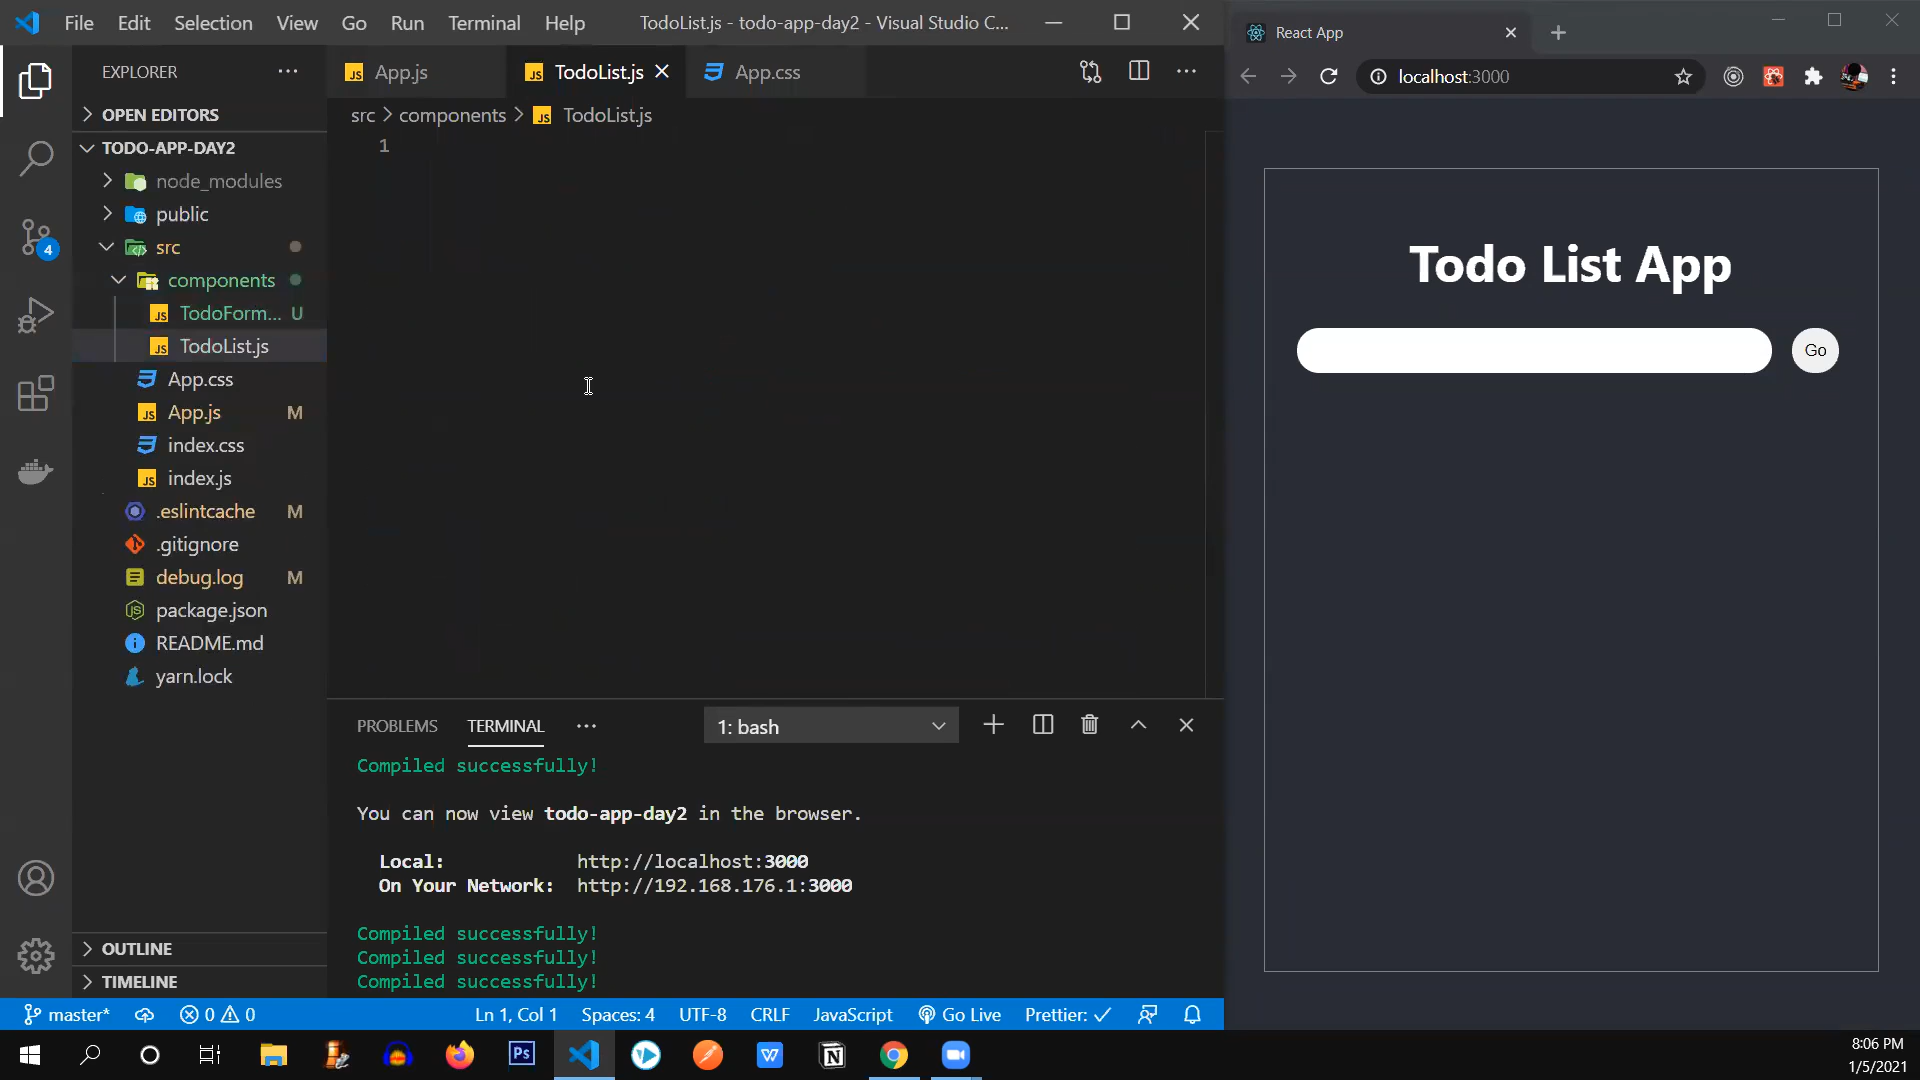 File Edit Selection View Go Run Terminal Help TodoList.js - todo-app-day2 - Visual Studio C...
EXPLORER
OPEN EDITORS
TODO-APP-DAY2
node_modules
public
src
components
TodoForm... U
TodoList.js
App.css
App.js M
index.css
index.js
.eslintcache M
.gitignore
debug.log M
package.json
README.md
yarn.lock
OUTLINE
TIMELINE
4
JS App.js JS TodoList.js App.css
src > components > JS TodoList.js
1
PROBLEMS TERMINAL 1: bash
Compiled successfully!
You can now view todo-app-day2 in the browser.
Local: http://localhost:3000
On Your Network: http://192.168.176.1:3000
Compiled successfully!
Compiled successfully!
Compiled successfully!
master* 0 0 Ln 1, Col 1 Spaces: 4 UTF-8 CRLF JavaScript Go Live Prettier: ✓
React App
localhost:3000
Todo List App
Go
Ps W N
8:06 PM
1/5/2021